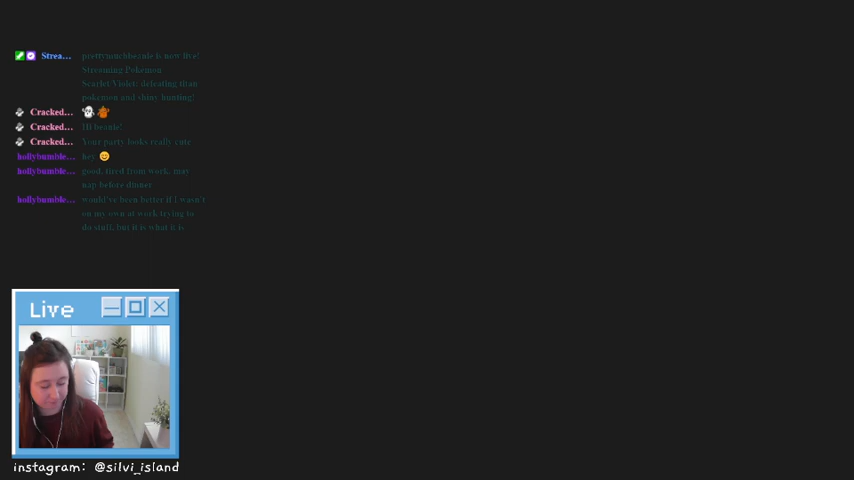 Strea... prettymuchbeanie is now live!
Streaming Pokemon
Scarlet/Violet: defeating titan
pokemon and shiny hunting!
Cracked...
Cracked... Hi beanie!
Cracked... Your party looks really cute
hollybumble... hey
hollybumble... good, tired from work, may
nap before dinner
hollybumble... would've been better if I wasn't
on my own at work trying to
do stuff, but it is what it is
Live
instagram: @silvi_island